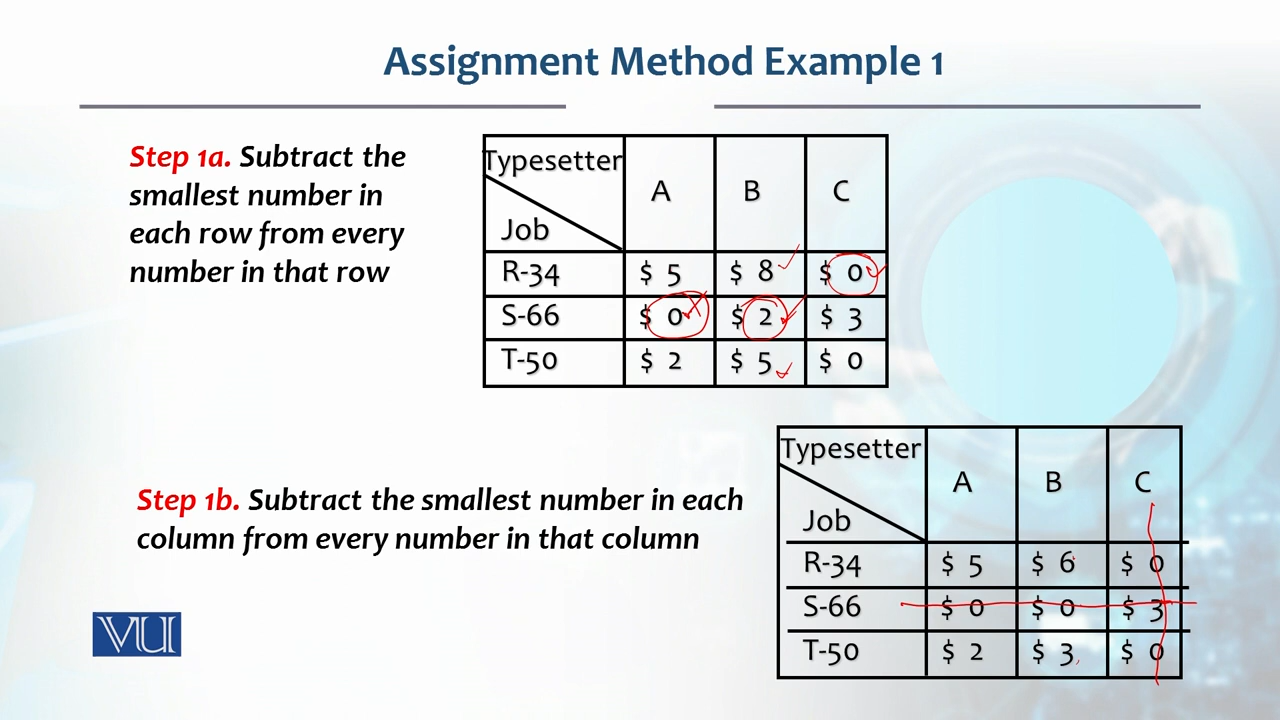 Assignment Method Example 1
Step 1a. Subtract the
smallest number in
each row from every
number in that row
Typesetter
A B C
Job
R-34 $ 5 $ 8 $ 0
S-66 $ 0 $ 2 $ 3
T-50 $ 2 $ 5 $ 0
Step 1b. Subtract the smallest number in each
column from every number in that column
Typesetter
A B C
Job
R-34 $ 5 $ 6 $ 0
S-66 $ 0 $ 0 $ 3
T-50 $ 2 $ 3 $ 0
VU